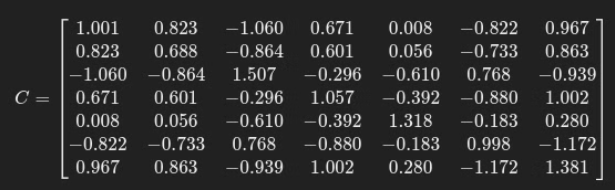 1.001 0.823 −1.060 0.671 0.008 −0.822 0.967
0.823 0.688 −0.864 0.601 0.056 −0.733 0.863
−1.060 −0.864 1.507 −0.296 −0.610 0.768 −0.939
C = 0.671 0.601 −0.296 1.057 −0.392 −0.880 1.002
0.008 0.056 −0.610 −0.392 1.318 −0.183 0.280
−0.822 −0.733 0.768 −0.880 −0.183 0.998 −1.172
0.967 0.863 −0.939 1.002 0.280 −1.172 1.381